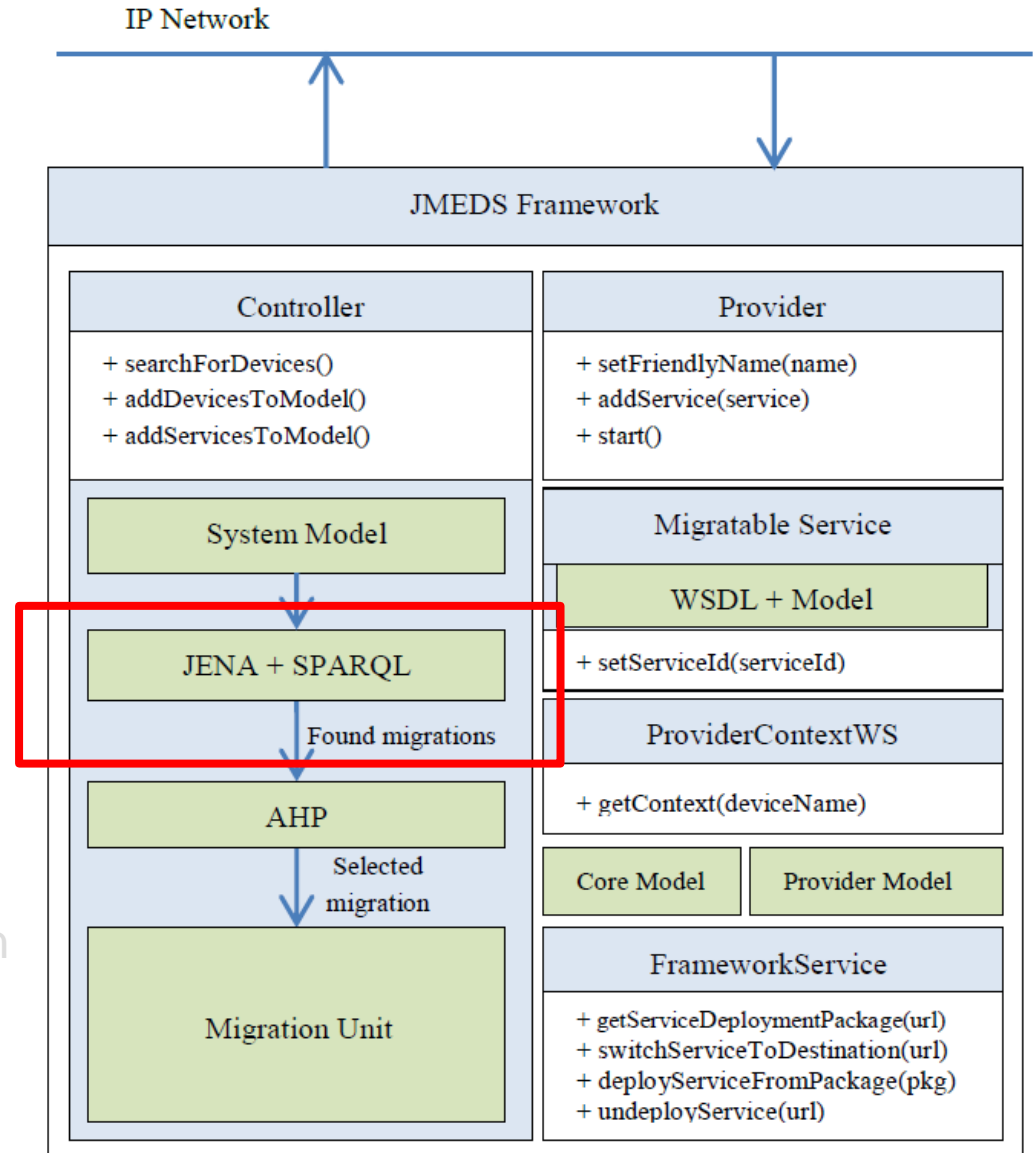 IP Network
JMEDS Framework
Controller
+ searchForDevices()
+ addDevicesToModel()
+ addServicesToModel()
System Model
JENA + SPARQL
Found migrations
AHP
Selected
migration
Migration Unit
Provider
+ setFriendlyName(name)
+ addService(service)
+ start()
Migratable Service
WSDL + Model
+ setServiceId(serviceId)
ProviderContextWS
+ getContext(deviceName)
Core Model
Provider Model
FrameworkService
+ getServiceDeploymentPackage(url)
+ switchServiceToDestination(url)
+ deployServiceFromPackage(pkg)
+ undeployService(url)